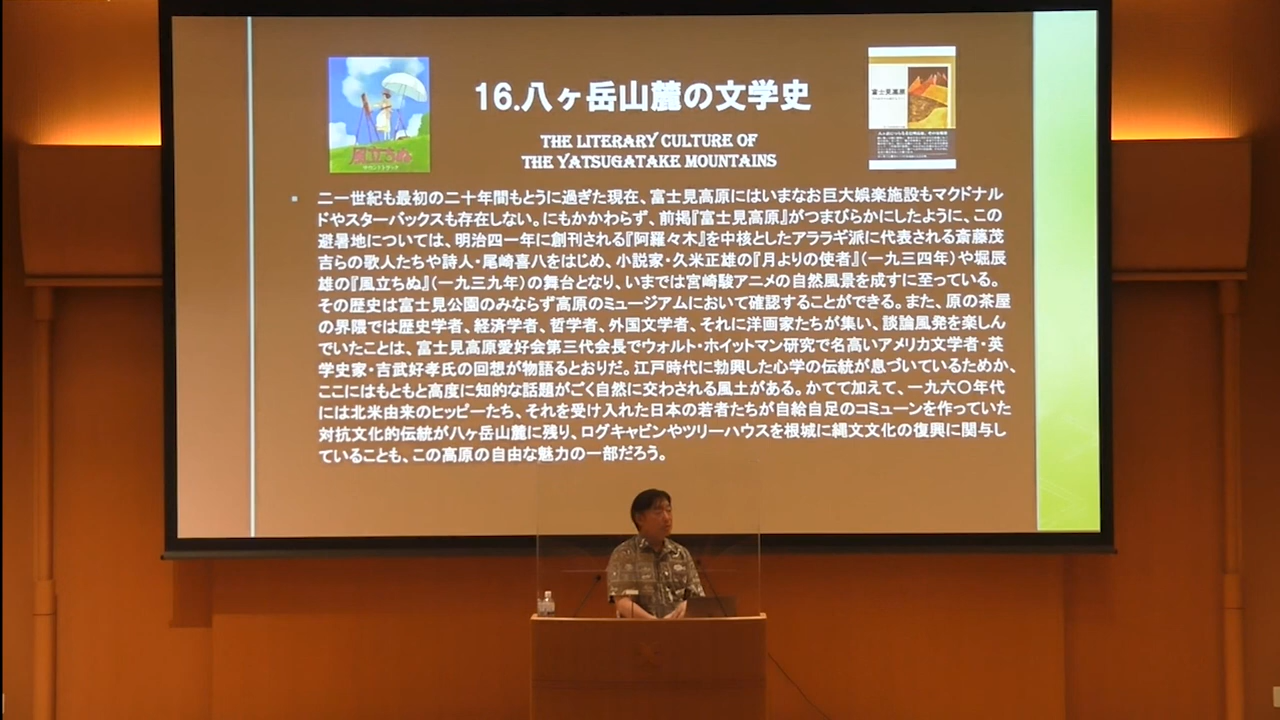 16.八ヶ岳山麓の文学史
THE LITERARY CULTURE OF
THE YATSUGATAKE MOUNTAINS
風立ちぬ
サウンドトラック
富士見高原
二一世紀も最初の二十年間もとうに過ぎた現在、富士見高原にはいまなお巨大娯楽施設もマクドナル
ドやスターバックスも存在しない。にもかかわらず、前掲『富士見高原』がつまびらかにしたように、この
避暑地については、明治四一年に創刊される『阿羅々木』を中核としたアララギ派に代表される斎藤茂
吉らの歌人たちや詩人・尾崎喜八をはじめ、小説家・久米正雄の『月よりの使者』（一九三四年）や堀辰
雄の『風立ちぬ』（一九三九年）の舞台となり、いまでは宮崎駿アニメの自然風景を成すに至っている。
その歴史は富士見公園のみならず高原のミュージアムにおいて確認することができる。また、原の茶屋
の界隈では歴史学者、経済学者、哲学者、外国文学者、それに洋画家たちが集い、談論風発を楽しん
でいたことは、富士見高原愛好会第三代会長でウォルト・ホイットマン研究で名高いアメリカ文学者・英
学史家・吉武好孝氏の回想が物語るとおりだ。江戸時代に勃興した心学の伝統が息づいているためか、
ここにはもともと高度に知的な話題がごく自然に交わされる風土がある。かてて加えて、一九六〇年代
には北米由来のヒッピーたち、それを受け入れた日本の若者たちが自給自足のコミューンを作っていた
対抗文化的伝統が八ヶ岳山麓に残り、ログキャビンやツリーハウスを根城に縄文文化の復興に関与し
ていることも、この高原の自由な魅力の一部だろう。